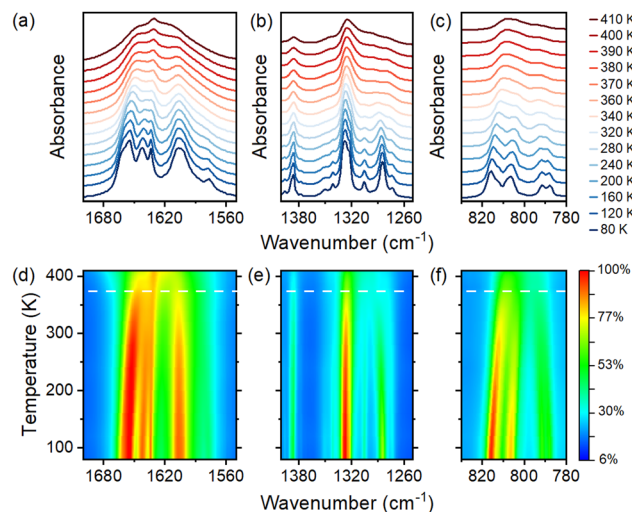 (a)
(b)
(c)
Absorbance
Absorbance
Absorbance
410 K
400 K
390 K
380 K
370 K
360 K
340 K
320 K
280 K
240 K
200 K
160 K
120 K
80 K
1680 1620 1560
1410 1320 1260
820 800 780
Wavenumber (cm⁻¹)
(d)
(e)
(f)
Temperature (K)
400
300
200
100
100%
77%
53%
30%
6%
1680 1620 1560
1410 1320 1260
820 800 780
Wavenumber (cm⁻¹)